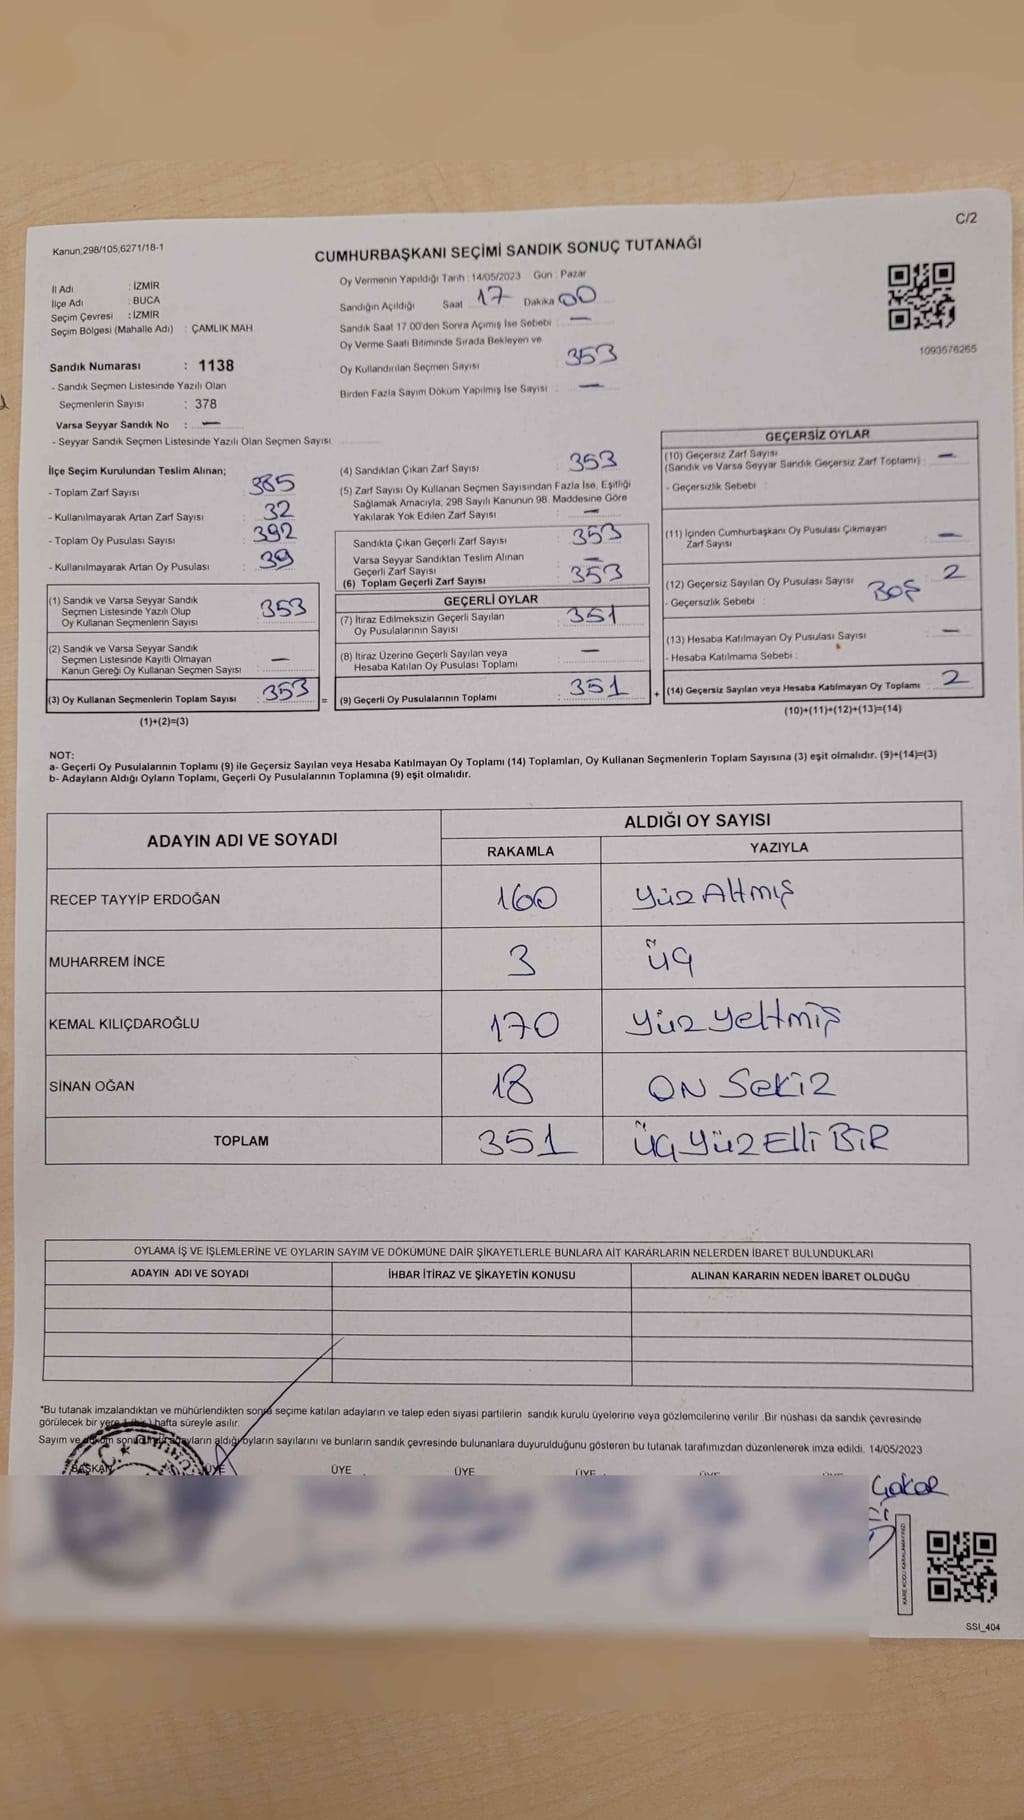 C/2
Kanun;298/105,6271/18-1
CUMHURBAŞKANI SEÇİMİ SANDIK SONUÇ TUTANAĞI
İl Adı : İZMİR
İlçe Adı : BUCA
Seçim Çevresi : İZMİR
Seçim Bölgesi (Mahalle Adı) : ÇAMLIK MAH.
Oy Vermenin Yapıldığı Tarih : 14/05/2023 Gün : Pazar
Sandığın Açıldığı Saat 17 Dakika 00
Sandık Saat 17.00'den Sonra Açımış İse Sebebi : —
Oy Verme Saati Bitiminde Sırada Bekleyen ve
Oy Kullandırılan Seçmen Sayısı : 353
Birden Fazla Sayım Döküm Yapılmış İse Sayısı : —
1093576265
Sandık Numarası : 1138
- Sandık Seçmen Listesinde Yazılı Olan
Seçmenlerin Sayısı : 378
Varsa Seyyar Sandık No : —
- Seyyar Sandık Seçmen Listesinde Yazılı Olan Seçmen Sayısı
İlçe Seçim Kurulundan Teslim Alınan;
- Toplam Zarf Sayısı : 385
- Kullanılmayarak Artan Zarf Sayısı : 32
- Toplam Oy Pusulası Sayısı : 392
- Kullanılmayarak Artan Oy Pusulası : 39
(1) Sandık ve Varsa Seyyar Sandık
Seçmen Listesinde Yazılı Olup
Oy Kullanan Seçmenlerin Sayısı : 353
(2) Sandık ve Varsa Seyyar Sandık
Seçmen Listesinde Kayıtlı Olmayan
Kanun Gereği Oy Kullanan Seçmen Sayısı : —
(3) Oy Kullanan Seçmenlerin Toplam Sayısı : 353
(1)+(2)=(3)
(4) Sandıktan Çıkan Zarf Sayısı : 353
(5) Zarf Sayısı Oy Kullanan Seçmen Sayısından Fazla İse, Eşitliği
Sağlamak Amacıyla, 298 Sayılı Kanunun 98. Maddesine Göre
Yakılarak Yok Edilen Zarf Sayısı : —
Sandıkta Çıkan Geçerli Zarf Sayısı : 353
Varsa Seyyar Sandıktan Teslim Alınan
Geçerli Zarf Sayısı : —
(6) Toplam Geçerli Zarf Sayısı : 353
GEÇERLİ OYLAR
(7) İtiraz Edilmeksizin Geçerli Sayılan
Oy Pusulalarının Sayısı : 351
(8) İtiraz Üzerine Geçerli Sayılan veya
Hesaba Katılan Oy Pusulası Toplamı : —
= (9) Geçerli Oy Pusulalarının Toplamı : 351
GEÇERSİZ OYLAR
(10) Geçersiz Zarf Sayısı
(Sandık ve Varsa Seyyar Sandık Geçersiz Zarf Toplamı) : —
- Geçersizlik Sebebi :
(11) İçinden Cumhurbaşkanı Oy Pusulası Çıkmayan
Zarf Sayısı : —
(12) Geçersiz Sayılan Oy Pusulası Sayısı : 2
- Geçersizlik Sebebi : BOŞ
(13) Hesaba Katılmayan Oy Pusulası Sayısı : —
- Hesaba Katılmama Sebebi :
+ (14) Geçersiz Sayılan veya Hesaba Katılmayan Oy Toplamı : 2
(10)+(11)+(12)+(13)=(14)
NOT:
a- Geçerli Oy Pusulalarının Toplamı (9) ile Geçersiz Sayılan veya Hesaba Katılmayan Oy Toplamı (14) Toplamları, Oy Kullanan Seçmenlerin Toplam Sayısına (3) eşit olmalıdır. (9)+(14)=(3)
b- Adayların Aldığı Oyların Toplamı, Geçerli Oy Pusulalarının Toplamına (9) eşit olmalıdır.
ADAYIN ADI VE SOYADI ALDIĞI OY SAYISI
RAKAMLA YAZIYLA
RECEP TAYYİP ERDOĞAN 160 yüz Altmış
MUHARREM İNCE 3 üç
KEMAL KILIÇDAROĞLU 170 yüz yetmiş
SİNAN OĞAN 18 ON Sekiz
TOPLAM 351 üç yüz Elli BİR
OYLAMA İŞ VE İŞLEMLERİNE VE OYLARIN SAYIM VE DÖKÜMÜNE DAİR ŞİKAYETLERLE BUNLARA AİT KARARLARIN NELERDEN İBARET BULUNDUKLARI
ADAYIN ADI VE SOYADI İHBAR İTİRAZ VE ŞİKAYETİN KONUSU ALINAN KARARIN NEDEN İBARET OLDUĞU
*Bu tutanak imzalandıktan ve mühürlendikten sonra seçime katılan adayların ve talep eden siyasi partilerin sandık kurulu üyelerine veya gözlemcilerine verilir .Bir nüshası da sandık çevresinde
görülecek bir yere 1 (bir) hafta süreyle asılır.
Sayım ve döküm sonunda adayların aldığı oyların sayılarını ve bunların sandık çevresinde bulunanlara duyurulduğunu gösteren bu tutanak tarafımızdan düzenlenerek imza edildi. 14/05/2023
BAŞKAN ÜYE ÜYE ÜYE ÜYE
KARE KODU KARALAMAYINIZ!
SSI_404